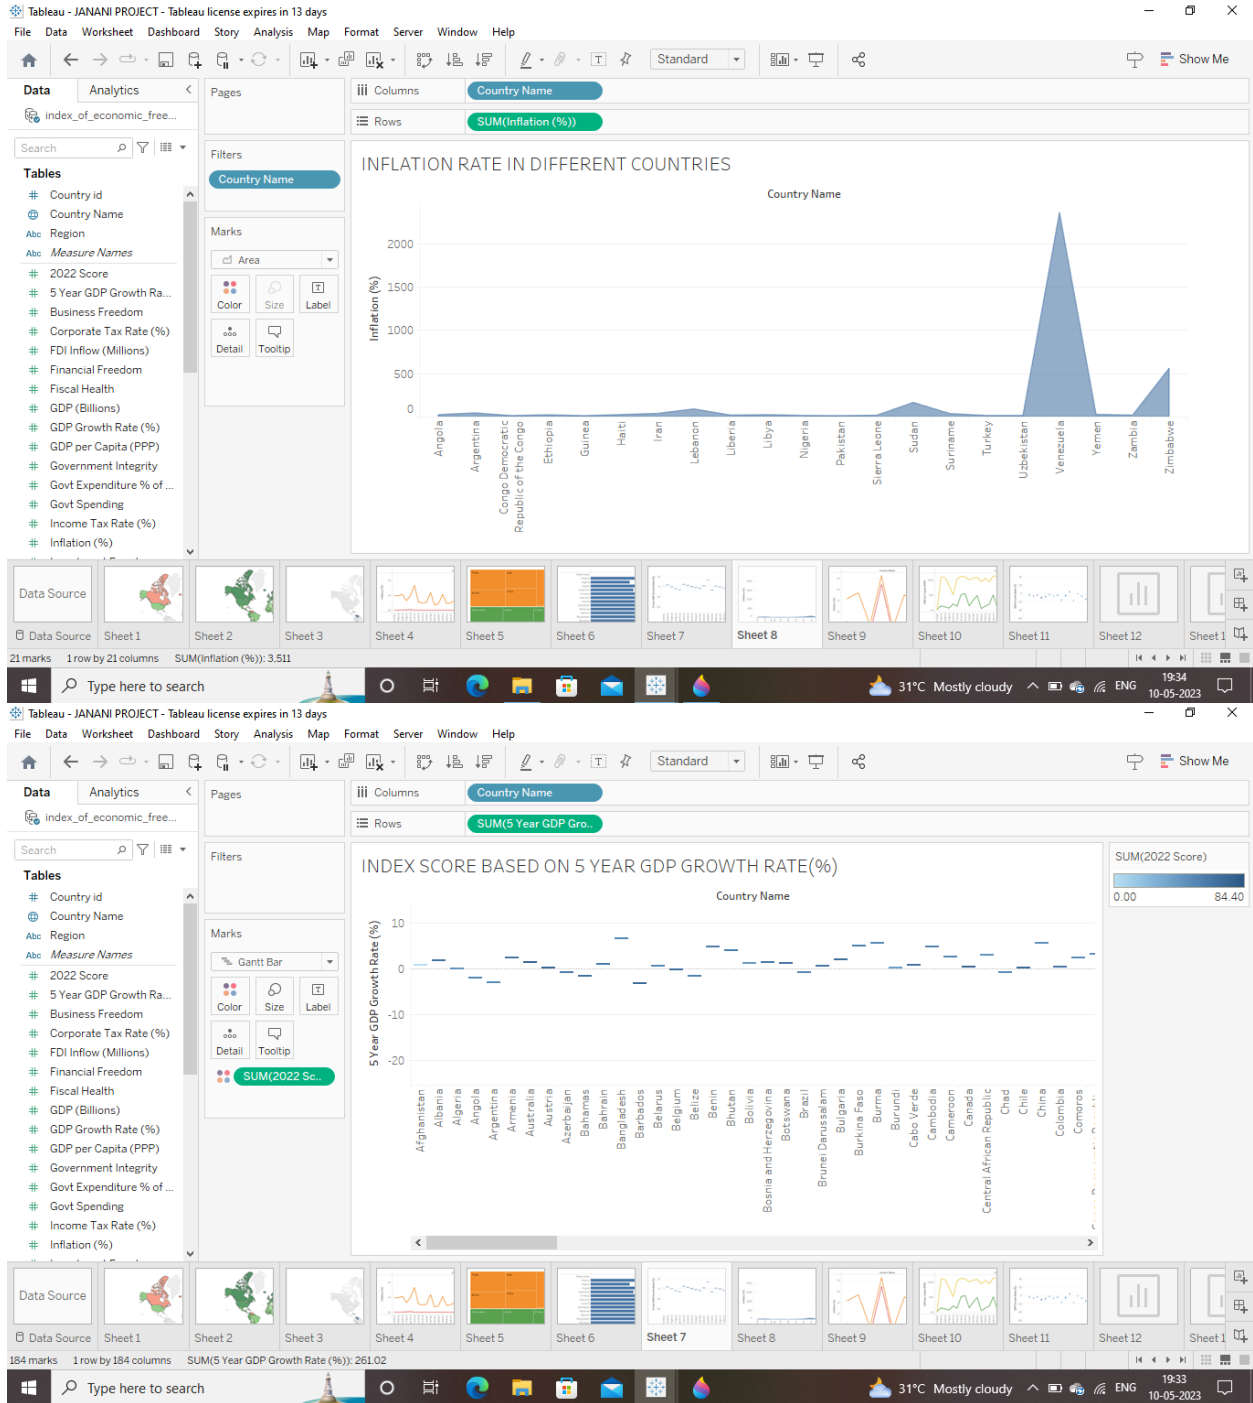 Tableau - JANANI PROJECT - Tableau license expires in 13 days
File Data Worksheet Dashboard Story Analysis Map Format Server Window Help
Standard Show Me
Data Analytics
index_of_economic_free...
Search
Tables
Country id
Country Name
Abc Region
Abc Measure Names
2022 Score
5 Year GDP Growth Ra...
Business Freedom
Corporate Tax Rate (%)
FDI Inflow (Millions)
Financial Freedom
Fiscal Health
GDP (Billions)
GDP Growth Rate (%)
GDP per Capita (PPP)
Government Integrity
Govt Expenditure % of ...
Govt Spending
Income Tax Rate (%)
Inflation (%)
Pages
Filters
Country Name
Marks
Area
Color Size Label
Detail Tooltip
Columns Country Name
Rows SUM(Inflation (%))
INFLATION RATE IN DIFFERENT COUNTRIES
Country Name
Inflation (%)
2000
1500
1000
500
0
Angola
Argentina
Congo Democratic
Republic of the Congo
Ethiopia
Guinea
Haiti
Iran
Lebanon
Liberia
Libya
Nigeria
Pakistan
Sierra Leone
Sudan
Suriname
Turkey
Uzbekistan
Venezuela
Yemen
Zambia
Zimbabwe
Data Source
Data Source Sheet 1 Sheet 2 Sheet 3 Sheet 4 Sheet 5 Sheet 6 Sheet 7 Sheet 8 Sheet 9 Sheet 10 Sheet 11 Sheet 12 Sheet 1
21 marks 1 row by 21 columns SUM(Inflation (%)): 3,511
Type here to search 31°C Mostly cloudy ENG 19:34
10-05-2023
Tableau - JANANI PROJECT - Tableau license expires in 13 days
File Data Worksheet Dashboard Story Analysis Map Format Server Window Help
Standard Show Me
Data Analytics
index_of_economic_free...
Search
Tables
Country id
Country Name
Abc Region
Abc Measure Names
2022 Score
5 Year GDP Growth Ra...
Business Freedom
Corporate Tax Rate (%)
FDI Inflow (Millions)
Financial Freedom
Fiscal Health
GDP (Billions)
GDP Growth Rate (%)
GDP per Capita (PPP)
Government Integrity
Govt Expenditure % of ...
Govt Spending
Income Tax Rate (%)
Inflation (%)
Pages
Filters
Marks
Gantt Bar
Color Size Label
Detail Tooltip
SUM(2022 Sc..
Columns Country Name
Rows SUM(5 Year GDP Gro..
INDEX SCORE BASED ON 5 YEAR GDP GROWTH RATE(%)
Country Name
5 Year GDP Growth Rate (%)
10
0
-10
-20
Afghanistan
Albania
Algeria
Angola
Argentina
Armenia
Australia
Austria
Azerbaijan
Bahamas
Bahrain
Bangladesh
Barbados
Belarus
Belgium
Belize
Benin
Bhutan
Bolivia
Bosnia and Herzegovina
Botswana
Brazil
Brunei Darussalam
Bulgaria
Burkina Faso
Burma
Burundi
Cabo Verde
Cambodia
Cameroon
Canada
Central African Republic
Chad
Chile
China
Colombia
Comoros
SUM(2022 Score)
0.00 84.40
Data Source
Data Source Sheet 1 Sheet 2 Sheet 3 Sheet 4 Sheet 5 Sheet 6 Sheet 7 Sheet 8 Sheet 9 Sheet 10 Sheet 11 Sheet 12 Sheet 1
184 marks 1 row by 184 columns SUM(5 Year GDP Growth Rate (%)): 261.02
Type here to search 31°C Mostly cloudy ENG 19:33
10-05-2023